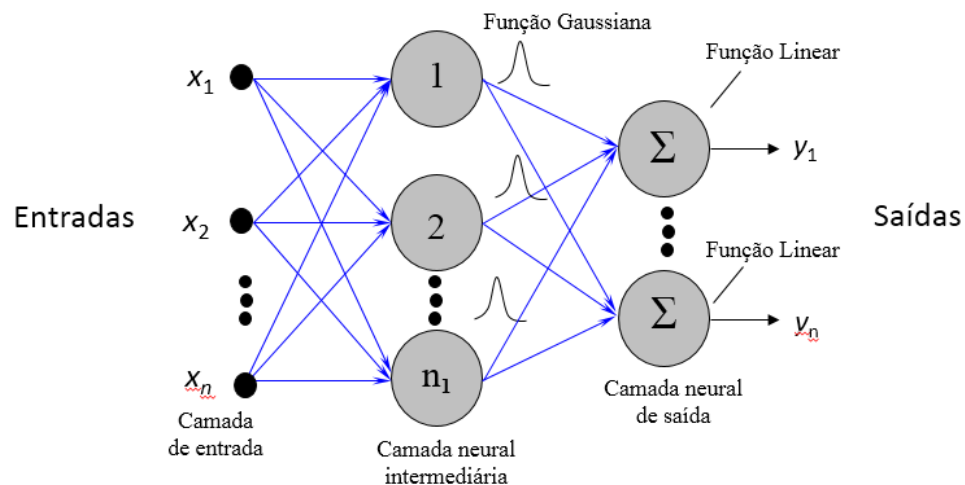 Função Gaussiana
Função Linear
x1
1
Σ
y1
Entradas
x2
2
Saídas
Função Linear
Σ
yn
xn
n1
Camada
de entrada
Camada neural
intermediária
Camada neural
de saída